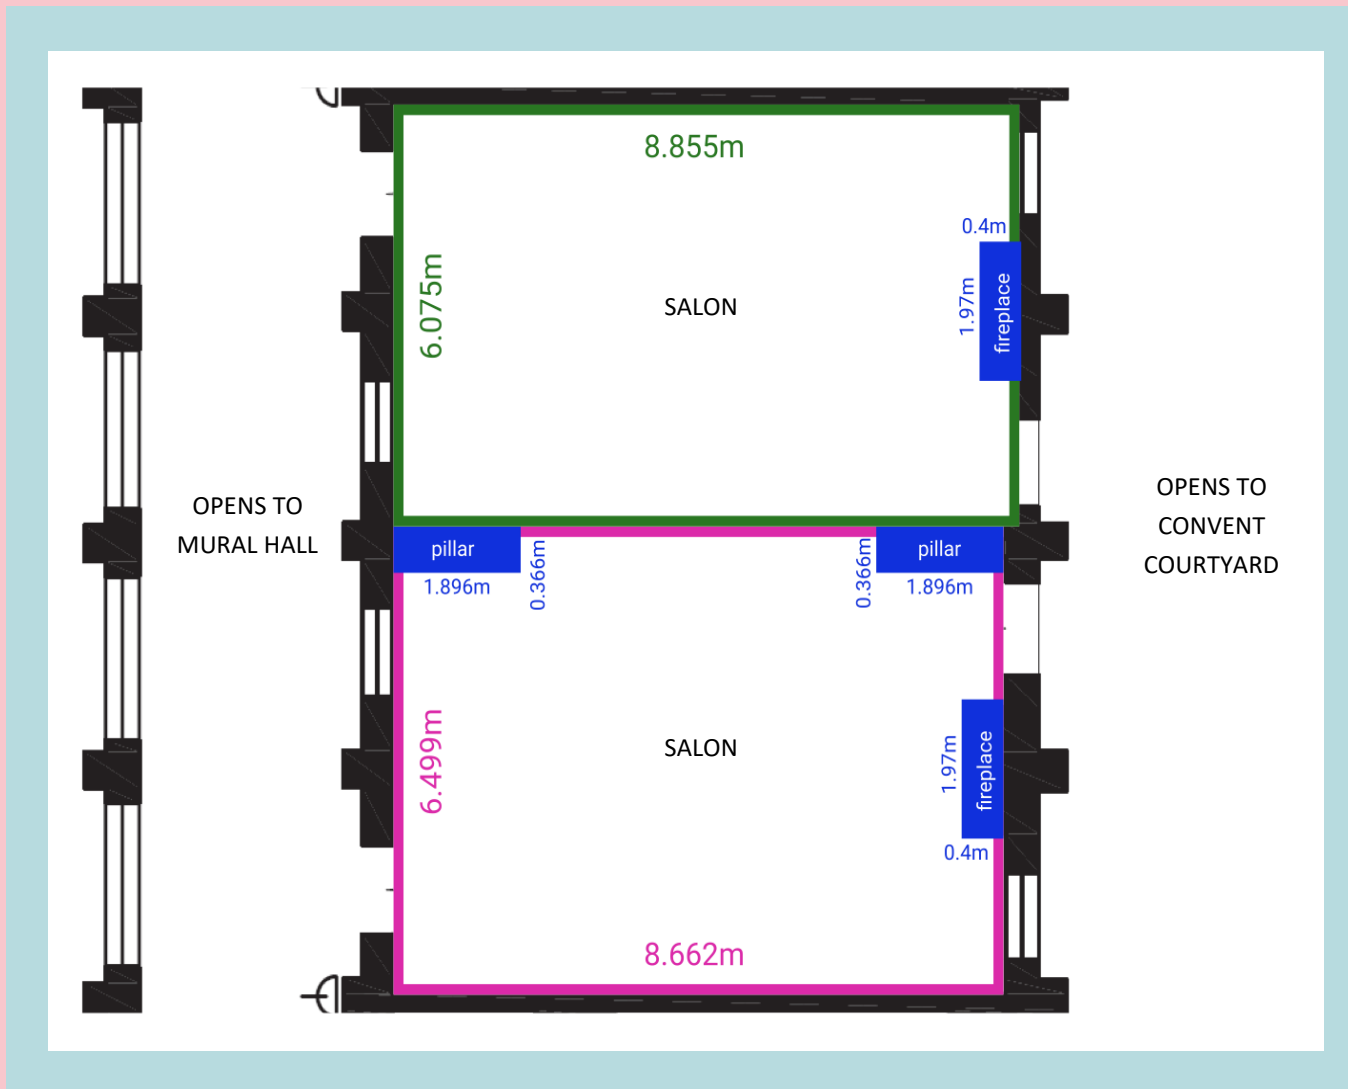 8.855m
0.4m
6.075m
1.97m
fireplace
SALON
OPENS TO
MURAL HALL
OPENS TO
CONVENT
COURTYARD
pillar
1.896m
0.366m
0.366m
pillar
1.896m
6.499m
SALON
1.97m
fireplace
0.4m
8.662m